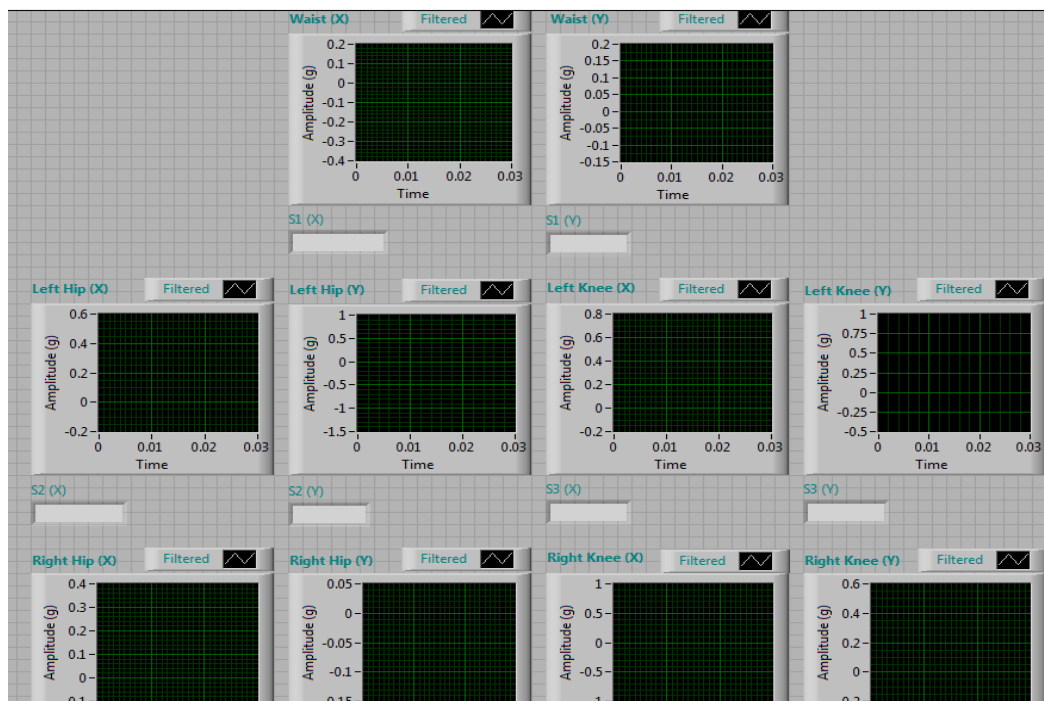 Waist (X) Filtered
0.2
0.1
0
-0.1
-0.2
-0.3
-0.4
Amplitude (g)
0 0.01 0.02 0.03
Time
S1 (X)
Waist (Y) Filtered
0.2
0.15
0.1
0.05
0
-0.05
-0.1
-0.15
Amplitude (g)
0 0.01 0.02 0.03
Time
S1 (Y)
Left Hip (X) Filtered
0.6
0.4
0.2
0
-0.2
Amplitude (g)
0 0.01 0.02 0.03
Time
S2 (X)
Left Hip (Y) Filtered
1
0.5
0
-0.5
-1
-1.5
Amplitude (g)
0 0.01 0.02 0.03
Time
S2 (Y)
Left Knee (X) Filtered
0.8
0.6
0.4
0.2
0
-0.2
Amplitude (g)
0 0.01 0.02 0.03
Time
S3 (X)
Left Knee (Y) Filtered
1
0.75
0.5
0.25
0
-0.25
-0.5
Amplitude (g)
0 0.01 0.02 0.03
Time
S3 (Y)
Right Hip (X) Filtered
0.4
0.3
0.2
0.1
0
Amplitude (g)
Right Hip (Y) Filtered
0.05
0
-0.05
-0.1
Amplitude (g)
Right Knee (X) Filtered
1
0.5
0
-0.5
Amplitude (g)
Right Knee (Y) Filtered
0.6
0.4
0.2
0
Amplitude (g)